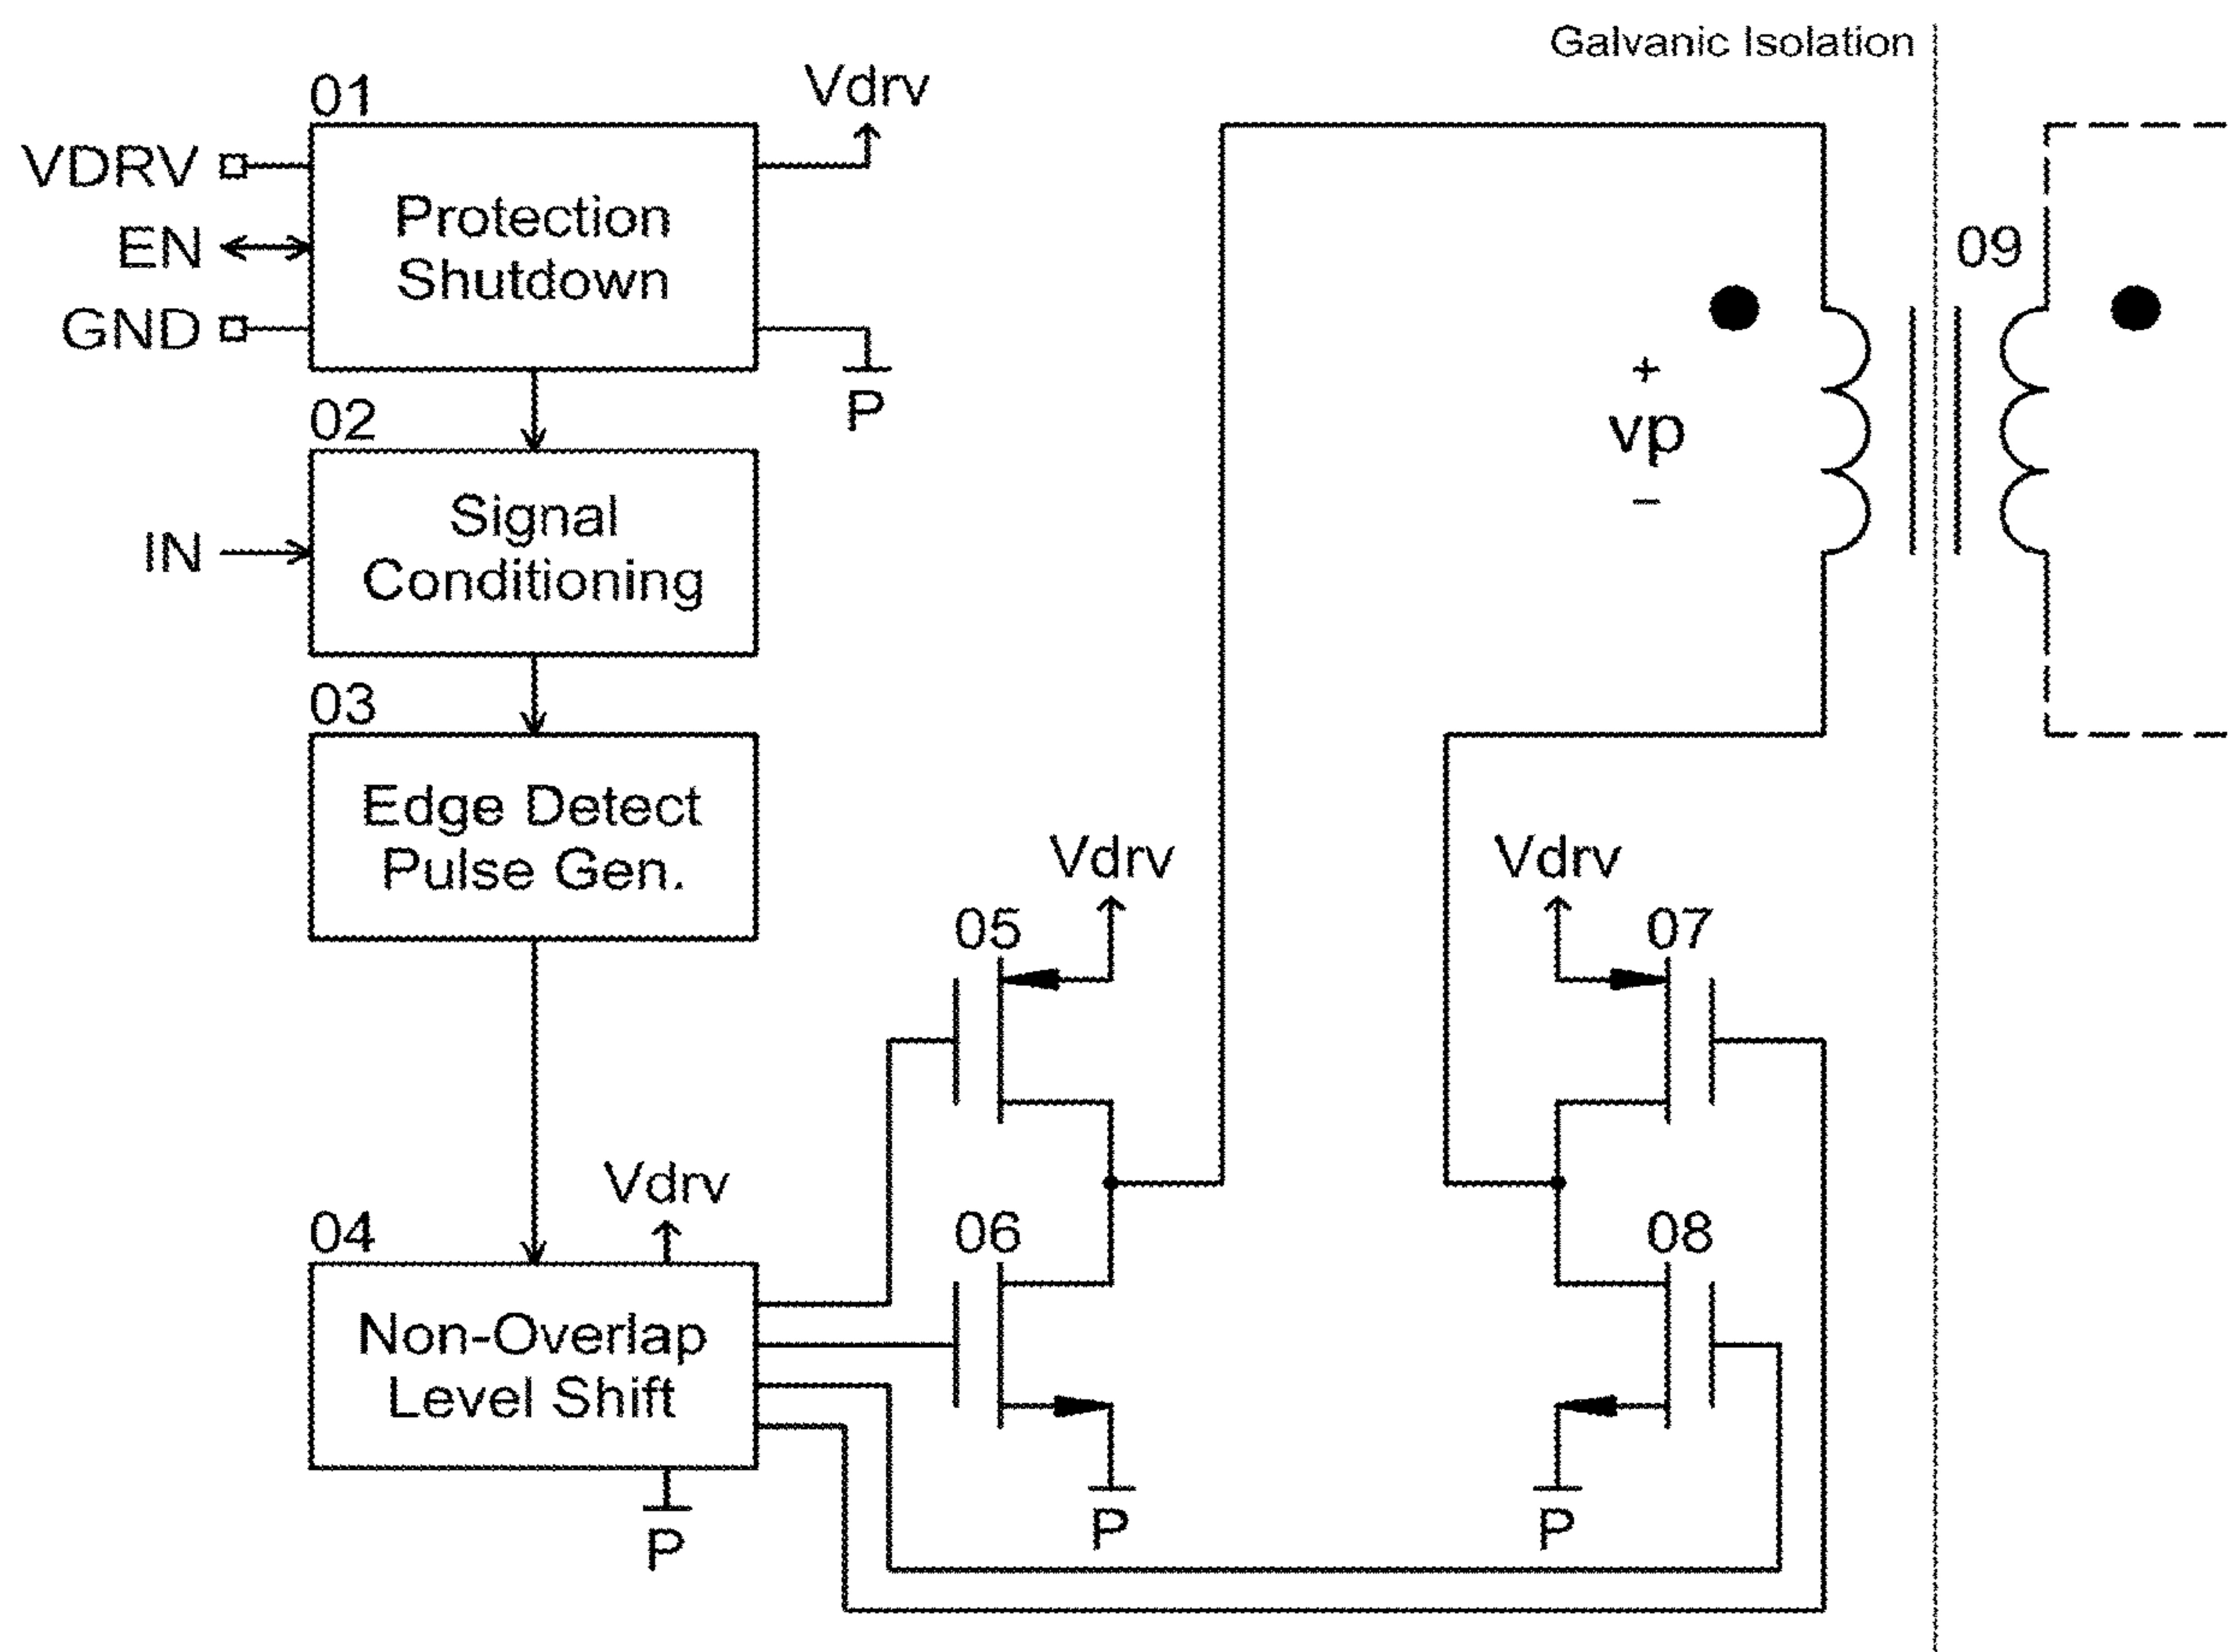 Galvanic Isolation
01
Vdrv
VDRV
EN
GND
Protection
Shutdown
P
02
IN
Signal
Conditioning
03
Edge Detect
Pulse Gen.
04
Vdrv
Non-Overlap
Level Shift
P
Vdrv
05
06
P
Vdrv
07
08
P
+
vp
–
09